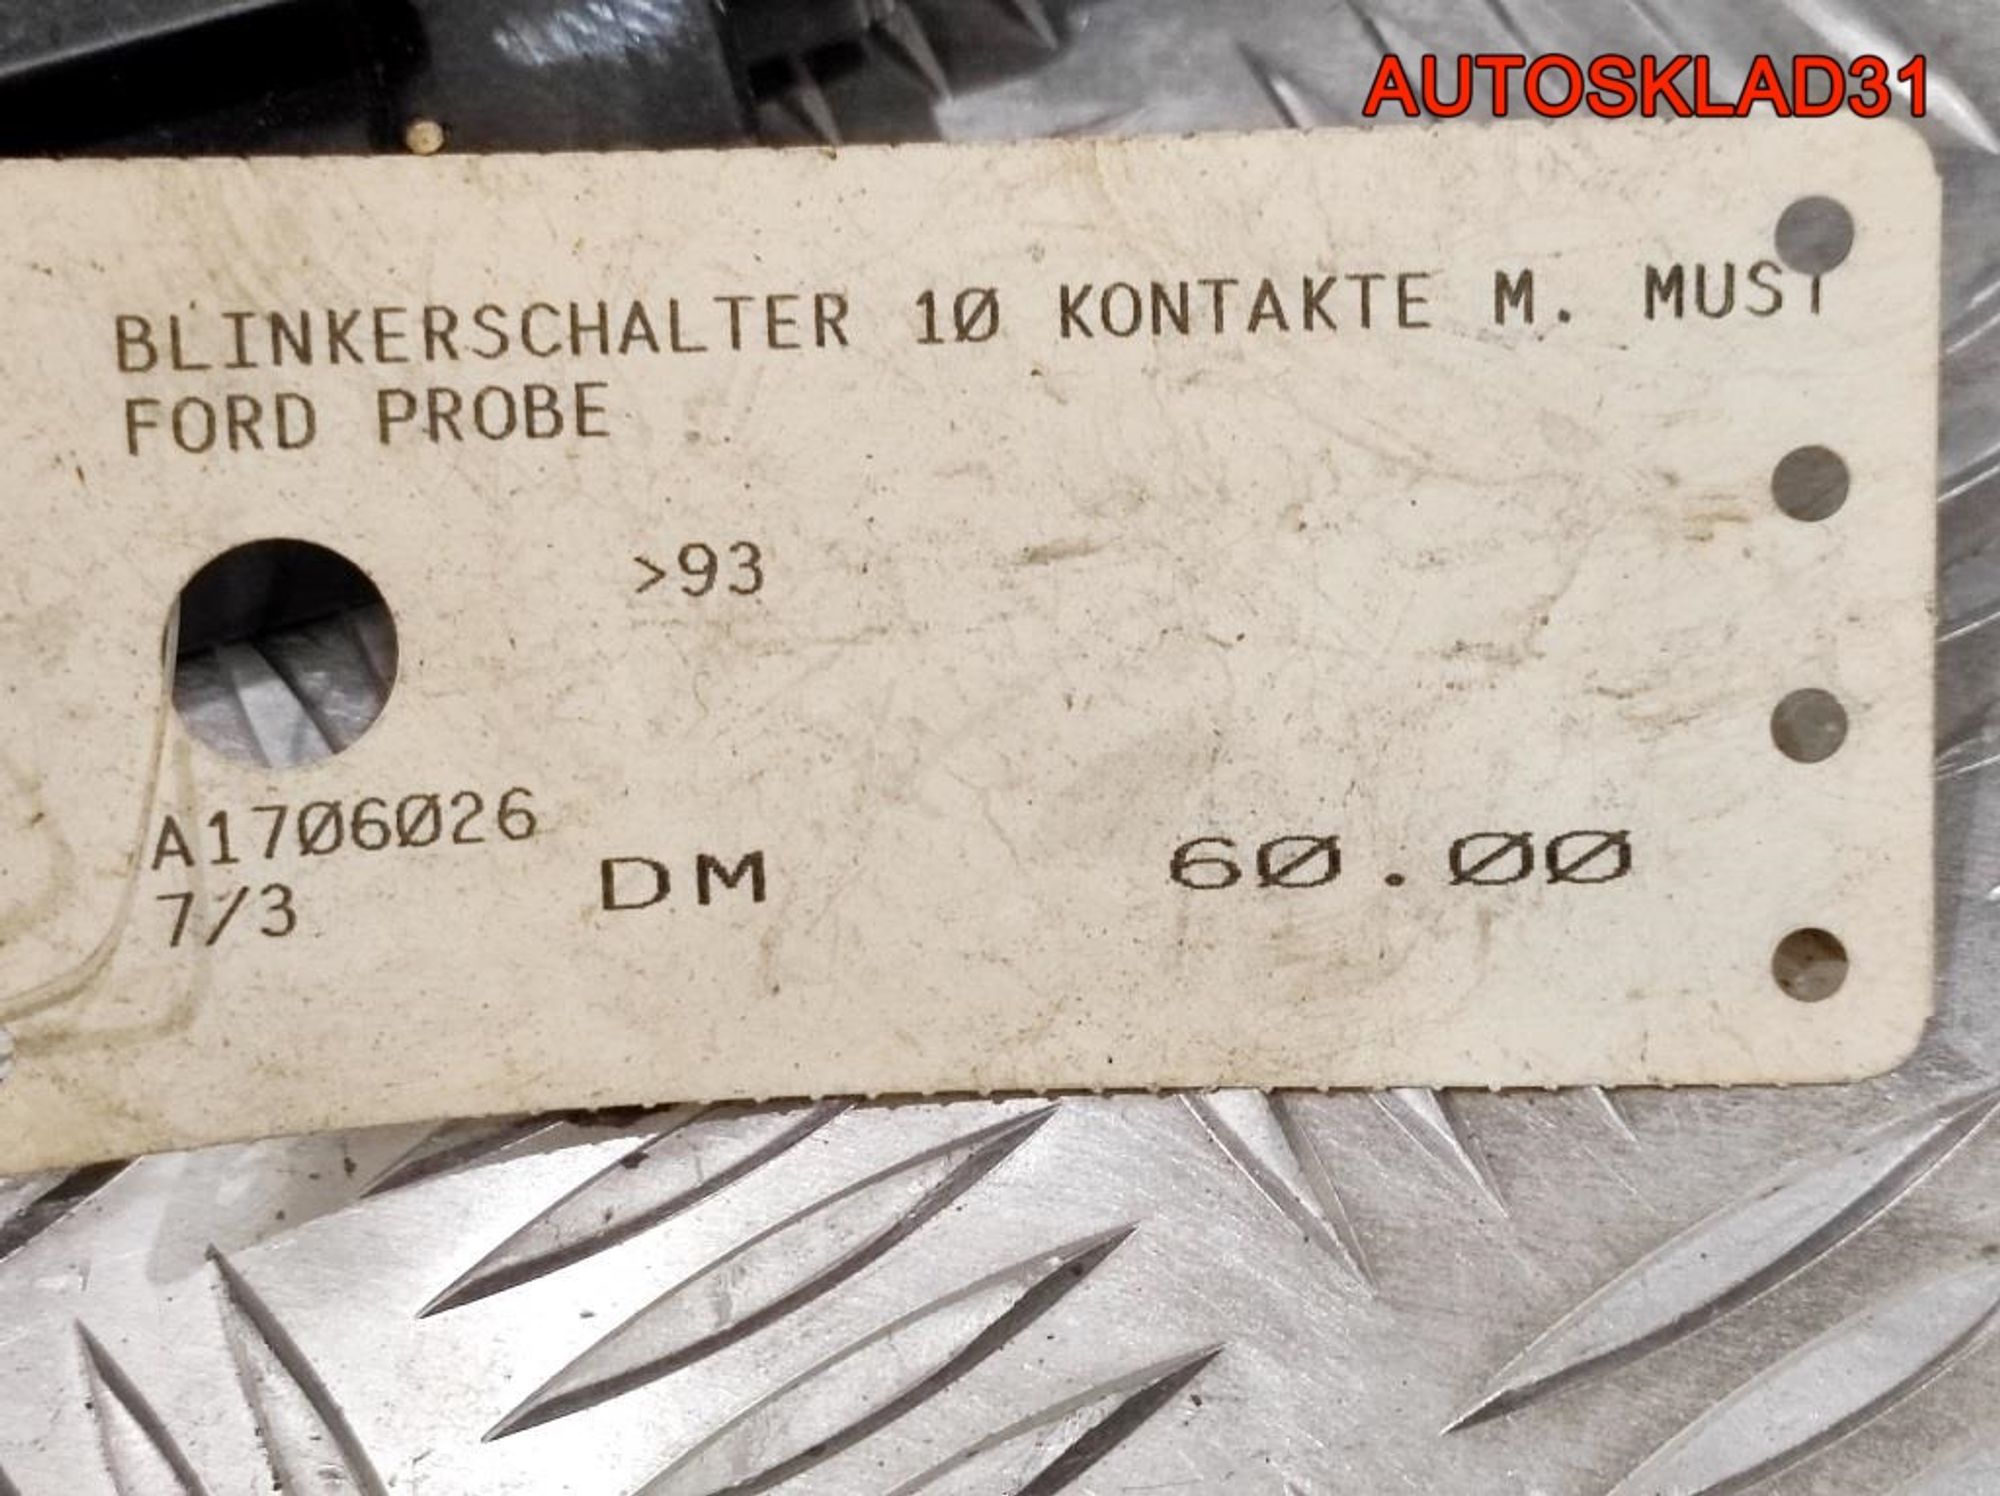 AUTOSKLAD31
BLINKERSCHALTER 10 KONTAKTE M. MUST
FORD PROBE
>93
A1706026
7/3
DM 60.00